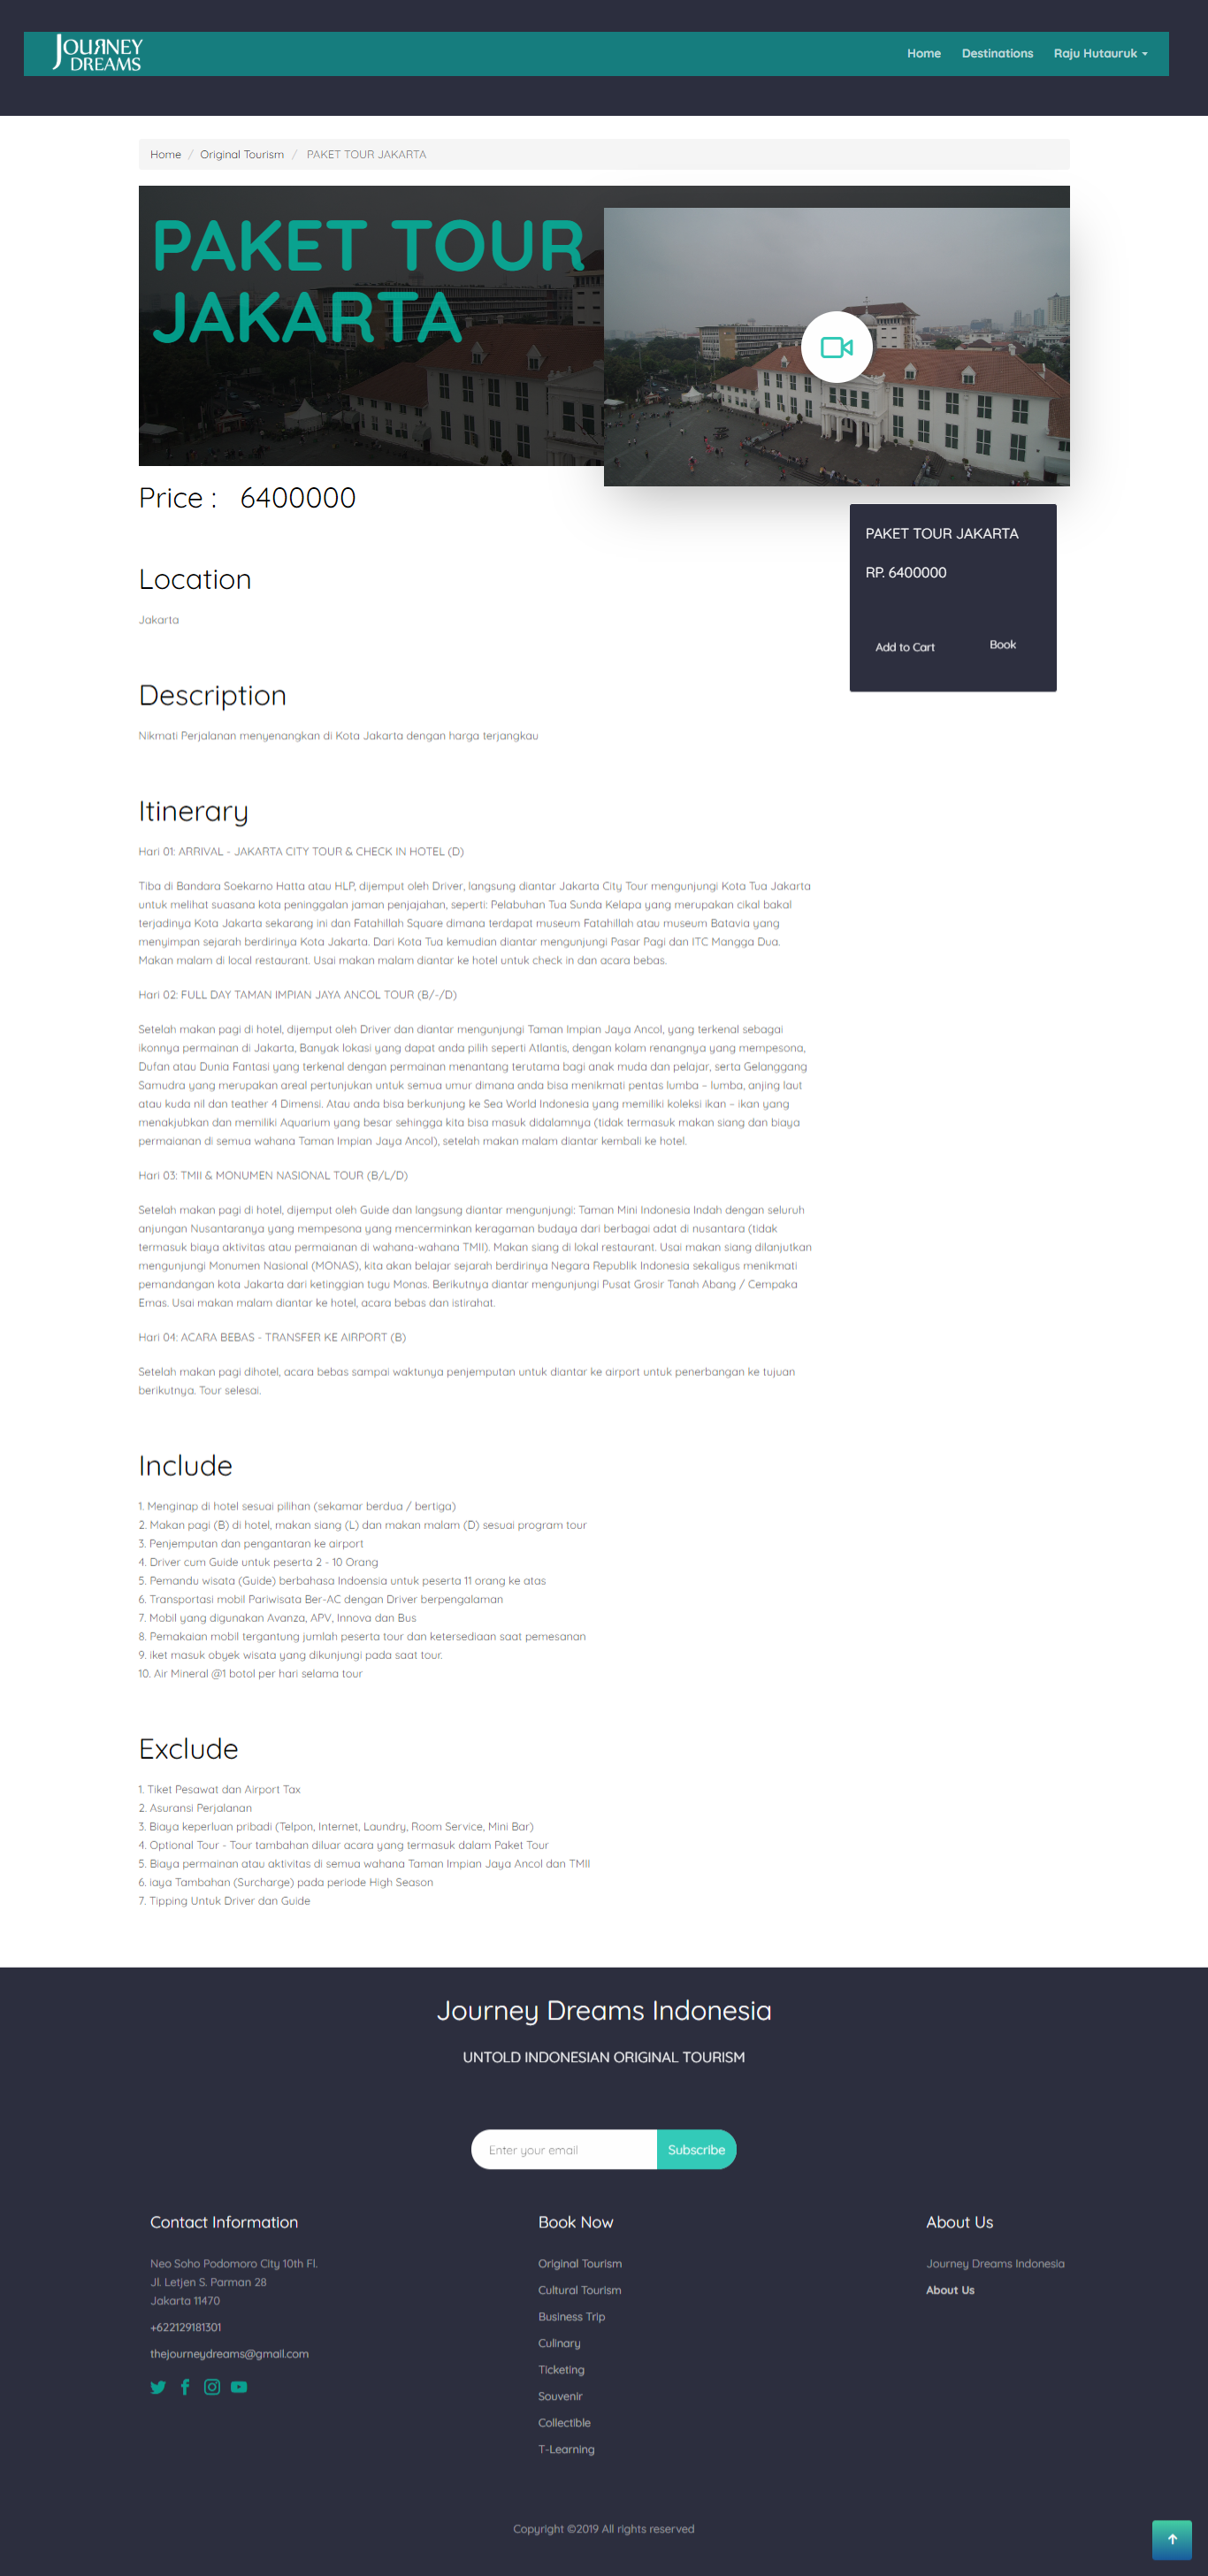 JOURNEY
DREAMS
Home Destinations Raju Hutauruk
Home / Original Tourism / PAKET TOUR JAKARTA
PAKET TOUR
JAKARTA
Price : 6400000
PAKET TOUR JAKARTA
RP. 6400000
Add to Cart Book
Location
Jakarta
Description
Nikmati Perjalanan menyenangkan di Kota Jakarta dengan harga terjangkau
Itinerary
Hari 01: ARRIVAL - JAKARTA CITY TOUR & CHECK IN HOTEL (D)
Tiba di Bandara Soekarno Hatta atau HLP, dijemput oleh Driver, langsung diantar Jakarta City Tour mengunjungi Kota Tua Jakarta
untuk melihat suasana kota peninggalan jaman penjajahan, seperti: Pelabuhan Tua Sunda Kelapa yang merupakan cikal bakal
terjadinya Kota Jakarta sekarang ini dan Fatahillah Square dimana terdapat museum Fatahillah atau museum Batavia yang
menyimpan sejarah berdirinya Kota Jakarta. Dari Kota Tua kemudian diantar mengunjungi Pasar Pagi dan ITC Mangga Dua.
Makan malam di local restaurant. Usai makan malam diantar ke hotel untuk check in dan acara bebas.
Hari 02: FULL DAY TAMAN IMPIAN JAYA ANCOL TOUR (B/-/D)
Setelah makan pagi di hotel, dijemput oleh Driver dan diantar mengunjungi Taman Impian Jaya Ancol, yang terkenal sebagai
ikonnya permainan di Jakarta, Banyak lokasi yang dapat anda pilih seperti Atlantis, dengan kolam renangnya yang mempesona,
Dufan atau Dunia Fantasi yang terkenal dengan permainan menantang terutama bagi anak muda dan pelajar, serta Gelanggang
Samudra yang merupakan areal pertunjukan untuk semua umur dimana anda bisa menikmati pentas lumba – lumba, anjing laut
atau kuda nil dan teather 4 Dimensi. Atau anda bisa berkunjung ke Sea World Indonesia yang memiliki koleksi ikan – ikan yang
menakjubkan dan memiliki Aquarium yang besar sehingga kita bisa masuk didalamnya (tidak termasuk makan siang dan biaya
permaianan di semua wahana Taman Impian Jaya Ancol), setelah makan malam diantar kembali ke hotel.
Hari 03: TMII & MONUMEN NASIONAL TOUR (B/L/D)
Setelah makan pagi di hotel, dijemput oleh Guide dan langsung diantar mengunjungi: Taman Mini Indonesia Indah dengan seluruh
anjungan Nusantaranya yang mempesona yang mencerminkan keragaman budaya dari berbagai adat di nusantara (tidak
termasuk biaya aktivitas atau permaianan di wahana-wahana TMII). Makan siang di lokal restaurant. Usai makan siang dilanjutkan
mengunjungi Monumen Nasional (MONAS), kita akan belajar sejarah berdirinya Negara Republik Indonesia sekaligus menikmati
pemandangan kota Jakarta dari ketinggian tugu Monas. Berikutnya diantar mengunjungi Pusat Grosir Tanah Abang / Cempaka
Emas. Usai makan malam diantar ke hotel, acara bebas dan istirahat.
Hari 04: ACARA BEBAS - TRANSFER KE AIRPORT (B)
Setelah makan pagi dihotel, acara bebas sampai waktunya penjemputan untuk diantar ke airport untuk penerbangan ke tujuan
berikutnya. Tour selesai.
Include
1. Menginap di hotel sesuai pilihan (sekamar berdua / bertiga)
2. Makan pagi (B) di hotel, makan siang (L) dan makan malam (D) sesuai program tour
3. Penjemputan dan pengantaran ke airport
4. Driver cum Guide untuk peserta 2 - 10 Orang
5. Pemandu wisata (Guide) berbahasa Indoensia untuk peserta 11 orang ke atas
6. Transportasi mobil Pariwisata Ber-AC dengan Driver berpengalaman
7. Mobil yang digunakan Avanza, APV, Innova dan Bus
8. Pemakaian mobil tergantung jumlah peserta tour dan ketersediaan saat pemesanan
9. iket masuk obyek wisata yang dikunjungi pada saat tour.
10. Air Mineral @1 botol per hari selama tour
Exclude
1. Tiket Pesawat dan Airport Tax
2. Asuransi Perjalanan
3. Biaya keperluan pribadi (Telpon, Internet, Laundry, Room Service, Mini Bar)
4. Optional Tour - Tour tambahan diluar acara yang termasuk dalam Paket Tour
5. Biaya permainan atau aktivitas di semua wahana Taman Impian Jaya Ancol dan TMII
6. iaya Tambahan (Surcharge) pada periode High Season
7. Tipping Untuk Driver dan Guide
Journey Dreams Indonesia
UNTOLD INDONESIAN ORIGINAL TOURISM
Enter your email Subscribe
Contact Information
Neo Soho Podomoro City 10th Fl.
Jl. Letjen S. Parman 28
Jakarta 11470
+622129181301
thejourneydreams@gmail.com
Book Now
Original Tourism
Cultural Tourism
Business Trip
Culinary
Ticketing
Souvenir
Collectible
T-Learning
About Us
Journey Dreams Indonesia
About Us
Copyright ©2019 All rights reserved